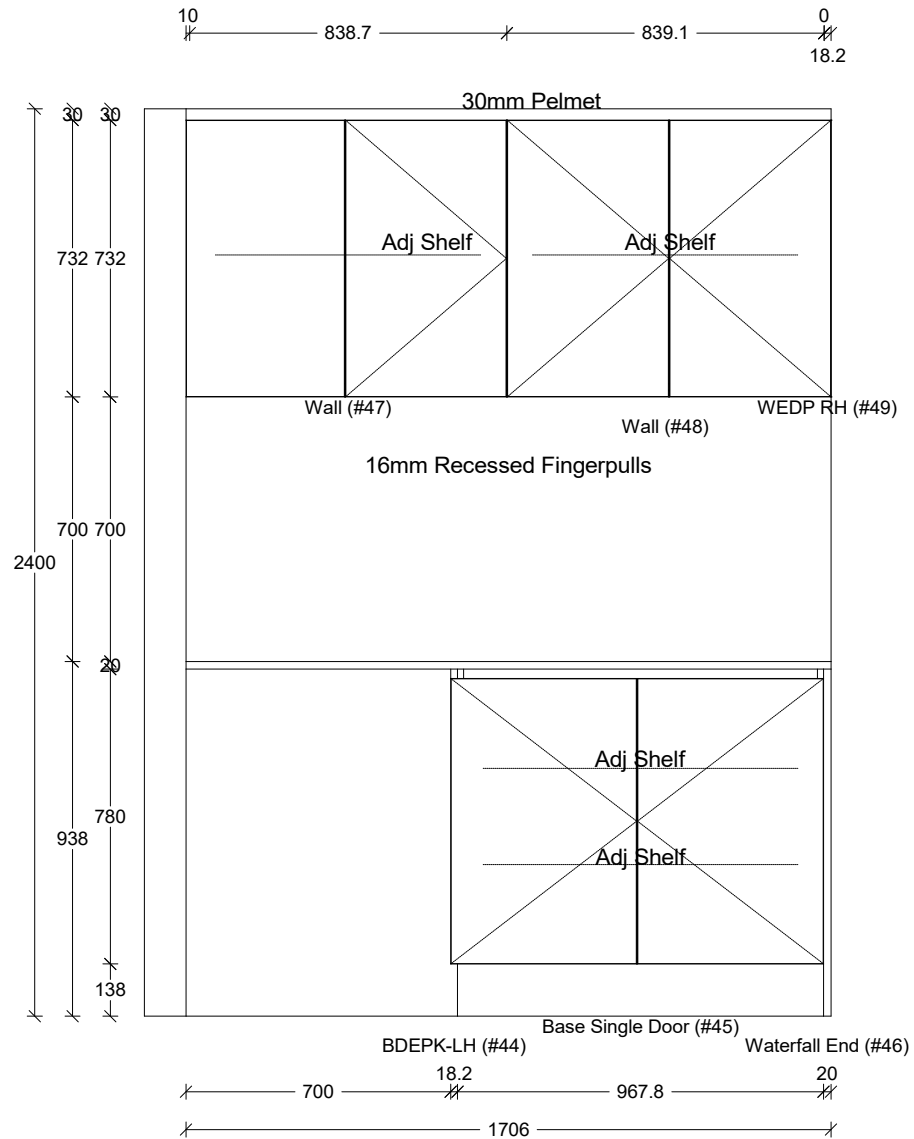 10
0
838.7
839.1
18.2
30mm Pelmet
30
30
Adj Shelf
Adj Shelf
732
732
Wall (#47)
WEDP RH (#49)
Wall (#48)
16mm Recessed Fingerpulls
700
700
2400
20
Adj Shelf
780
938
Adj Shelf
138
Base Single Door (#45)
BDEPK-LH (#44)
Waterfall End (#46)
18.2
20
700
967.8
1706